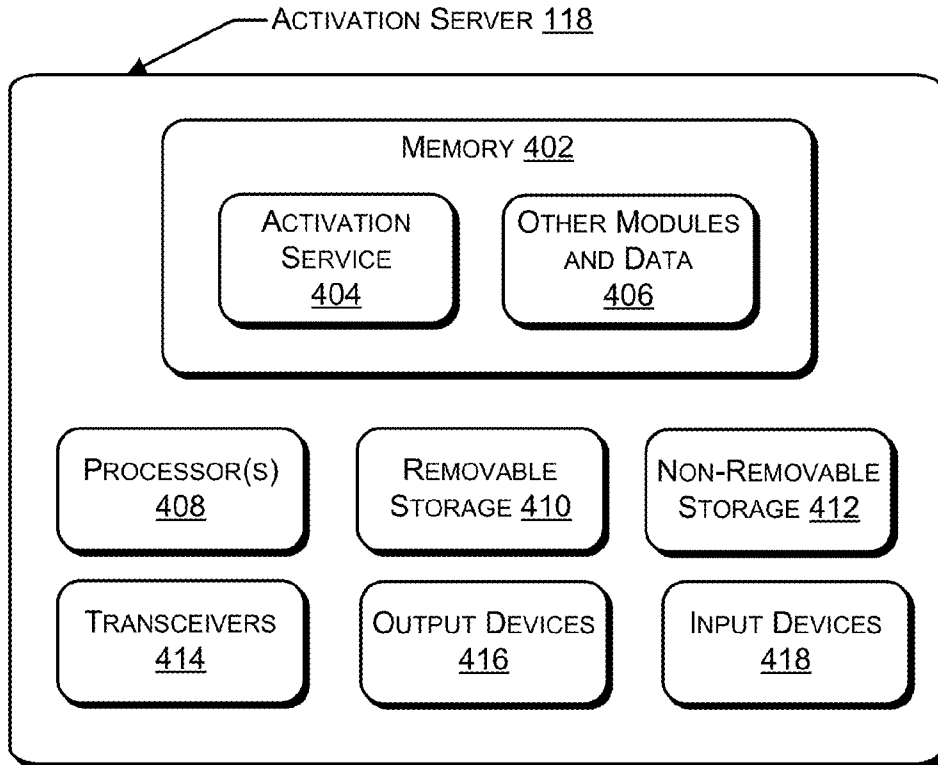 ACTIVATION SERVER 118
MEMORY 402
ACTIVATION
SERVICE
404
OTHER MODULES
AND DATA
406
PROCESSOR(S)
408
REMOVABLE
STORAGE 410
NON-REMOVABLE
STORAGE 412
TRANSCEIVERS
414
OUTPUT DEVICES
416
INPUT DEVICES
418